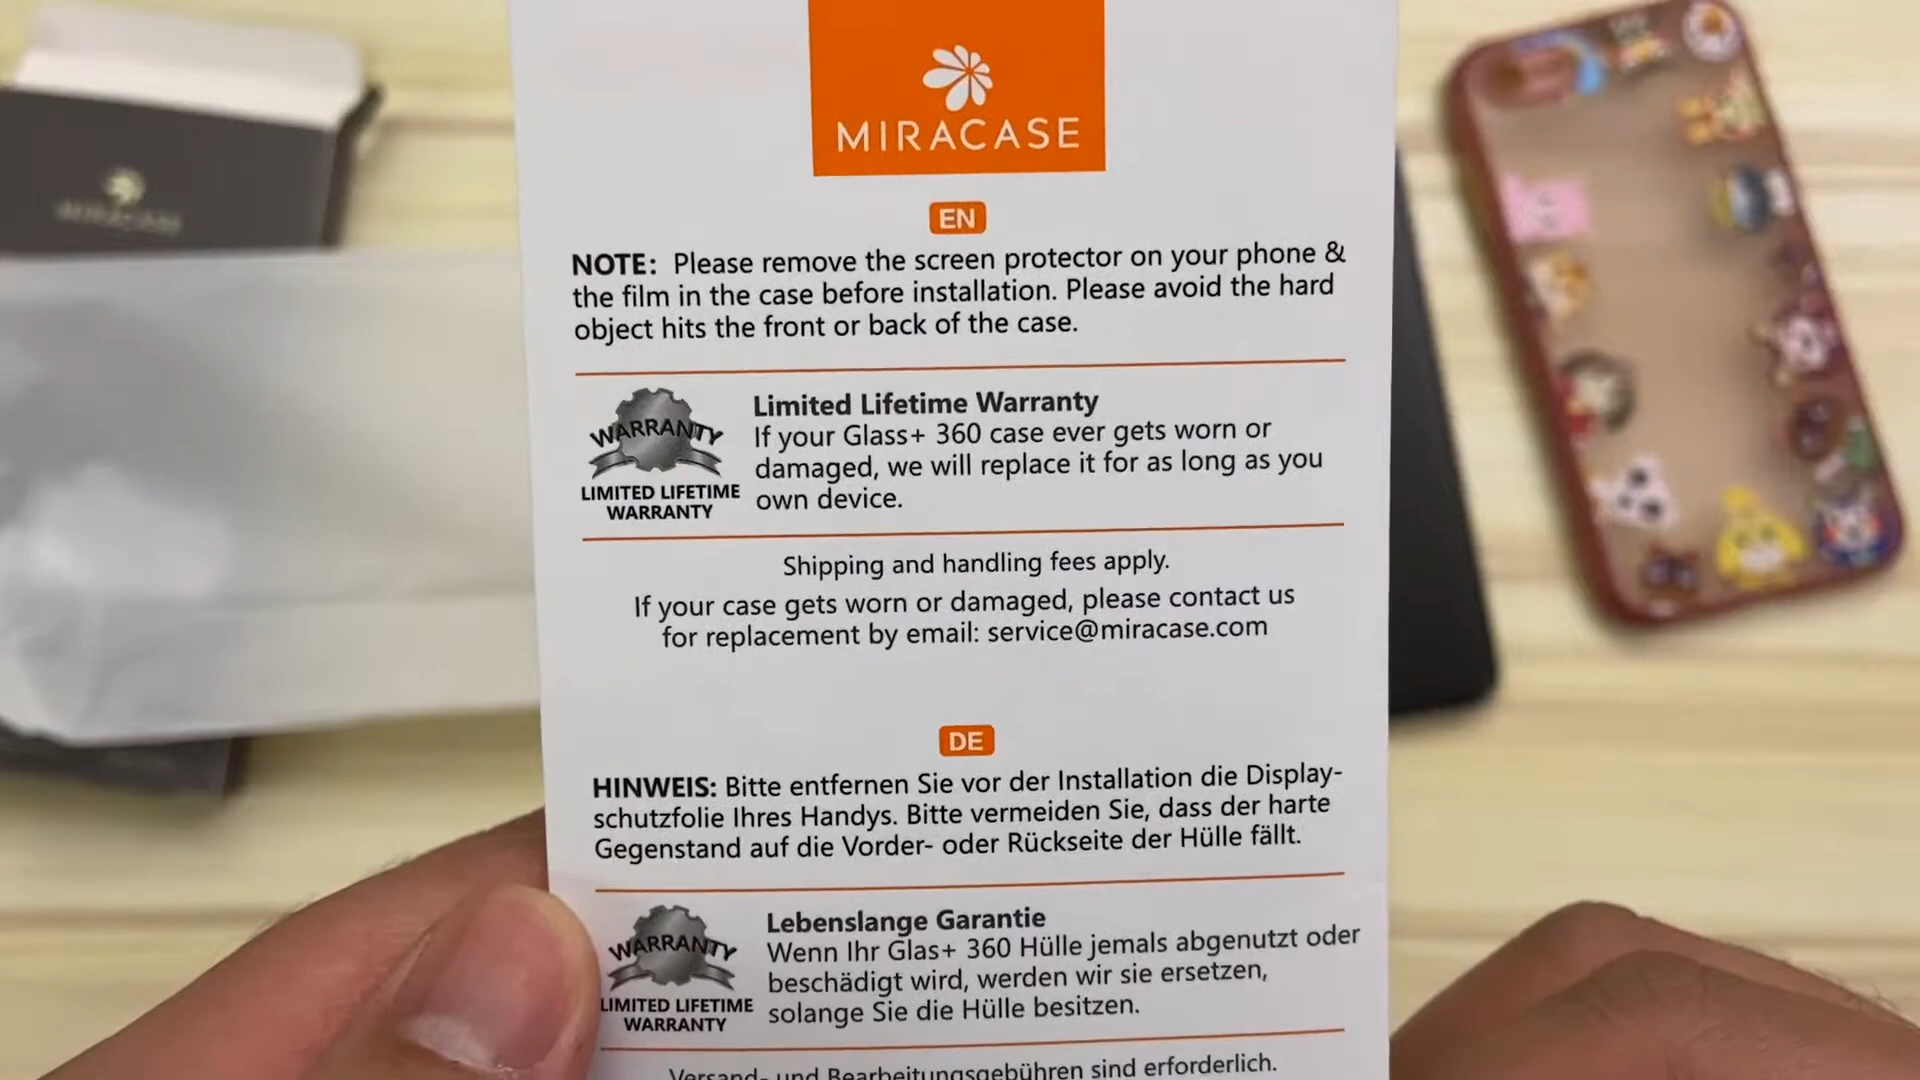 MIRACASE
MIRACASE
EN
NOTE: Please remove the screen protector on your phone &
the film in the case before installation. Please avoid the hard
object hits the front or back of the case.
WARRANTY
LIMITED LIFETIME
WARRANTY
Limited Lifetime Warranty
If your Glass+ 360 case ever gets worn or
damaged, we will replace it for as long as you
own device.
Shipping and handling fees apply.
If your case gets worn or damaged, please contact us
for replacement by email: service@miracase.com
DE
HINWEIS: Bitte entfernen Sie vor der Installation die Display-
schutzfolie Ihres Handys. Bitte vermeiden Sie, dass der harte
Gegenstand auf die Vorder- oder Rückseite der Hülle fällt.
WARRANTY
LIMITED LIFETIME
WARRANTY
Lebenslange Garantie
Wenn Ihr Glas+ 360 Hülle jemals abgenutzt oder
beschädigt wird, werden wir sie ersetzen,
solange Sie die Hülle besitzen.
Versand- und Bearbeitungsgebühren sind erforderlich.